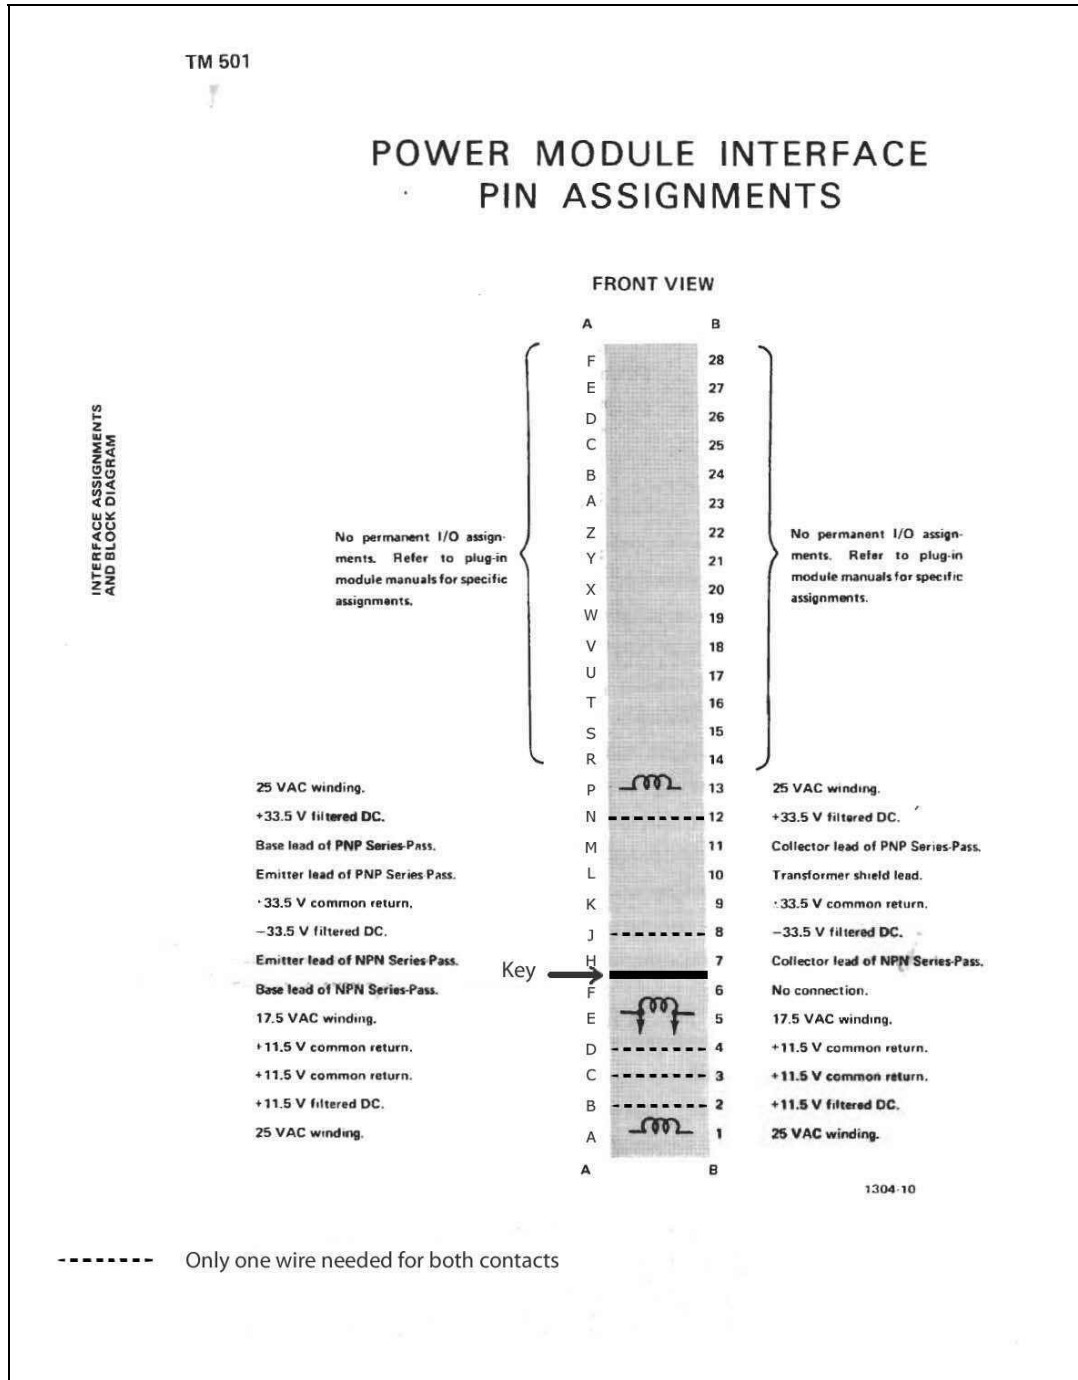 TM 501
POWER MODULE INTERFACE
PIN ASSIGNMENTS
FRONT VIEW
A B
F 28
E 27
D 26
C 25
B 24
A 23
Z 22
Y 21
X 20
W 19
V 18
U 17
T 16
S 15
R 14
INTERFACE ASSIGNMENTS
AND BLOCK DIAGRAM
No permanent I/O assign-
ments. Refer to plug-in
module manuals for specific
assignments.
No permanent I/O assign-
ments. Refer to plug-in
module manuals for specific
assignments.
25 VAC winding. P 13 25 VAC winding.
+33.5 V filtered DC. N 12 +33.5 V filtered DC.
Base lead of PNP Series-Pass. M 11 Collector lead of PNP Series-Pass.
Emitter lead of PNP Series Pass. L 10 Transformer shield lead.
·33.5 V common return. K 9 ·33.5 V common return.
−33.5 V filtered DC. J 8 −33.5 V filtered DC.
Emitter lead of NPN Series-Pass. H 7 Collector lead of NPN Series-Pass.
Key
Base lead of NPN Series-Pass. F 6 No connection.
17.5 VAC winding. E 5 17.5 VAC winding.
+11.5 V common return. D 4 +11.5 V common return.
+11.5 V common return. C 3 +11.5 V common return.
+11.5 V filtered DC. B 2 +11.5 V filtered DC.
25 VAC winding. A 1 25 VAC winding.
A B
1304-10
Only one wire needed for both contacts